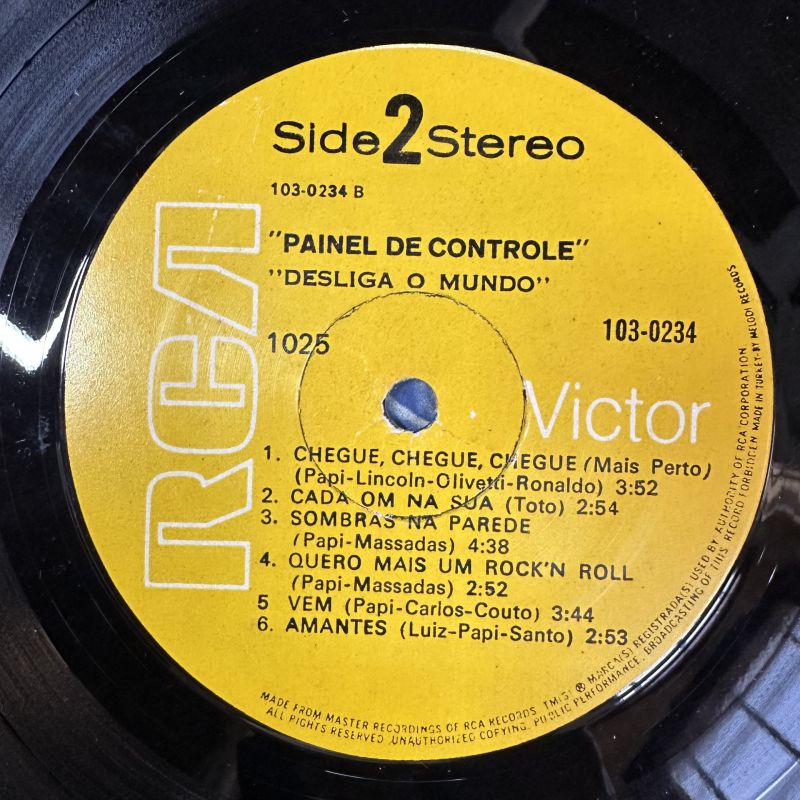 Side 2 Stereo
103-0234 B
"PAINEL DE CONTROLE"
"DESLIGA O MUNDO"
1025
103-0234
RCA
Victor
1. CHEGUE, CHEGUE, CHEGUE (Mais Perto)
(Papi-Lincoln-Olivetti-Ronaldo) 3:52
2. CADA OM NA SUA (Toto) 2:54
3. SOMBRAS NA PAREDE
(Papi-Massadas) 4:38
4. QUERO MAIS UM ROCK'N ROLL
(Papi-Massadas) 2:52
5 VEM (Papi-Carlos-Couto) 3:44
6. AMANTES (Luiz-Papi-Santo) 2:53
MADE FROM MASTER RECORDINGS OF RCA RECORDS. TM(S) ® MARCA(S) REGISTRADA(S) USED BY AUTHORITY OF RCA CORPORATION
ALL RIGHTS RESERVED .UNAUTHORIZED COPYING, PUBLIC PERFORMANCE, BROADCASTING OF THIS RECORD FORBIDDEN MADE IN TURKEY-BY MELODI RECORDS